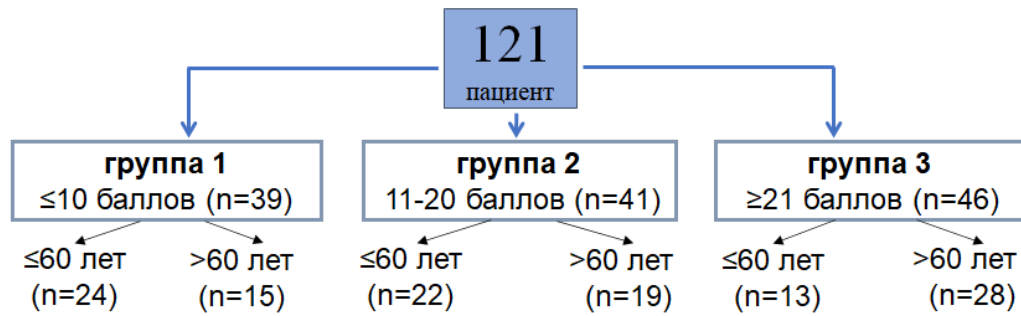 121
пациент
группа 1
≤10 баллов (n=39)
группа 2
11-20 баллов (n=41)
группа 3
≥21 баллов (n=46)
≤60 лет
(n=24)
>60 лет
(n=15)
≤60 лет
(n=22)
>60 лет
(n=19)
≤60 лет
(n=13)
>60 лет
(n=28)